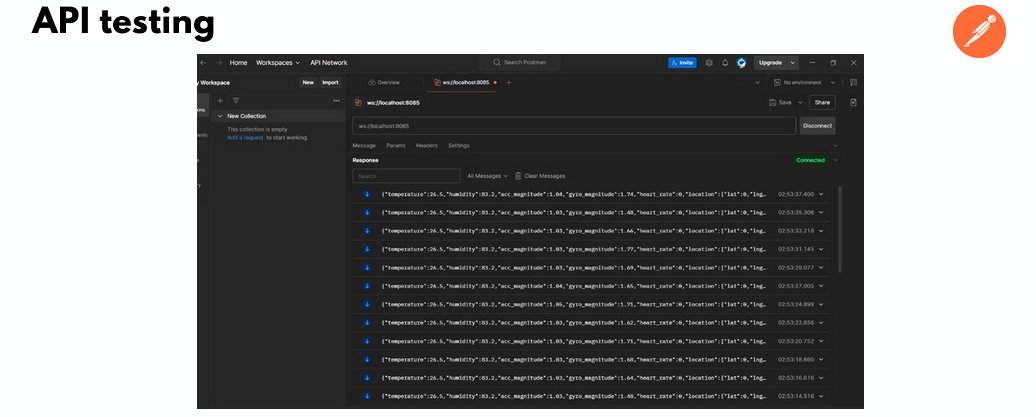 API testing
Home Workspaces API Network Search Postman Invite Upgrade
y Workspace New Import Overview ws://localhost:8085 No environment
ws://localhost:8085 Save Share
New Collection
This collection is empty
Add a request to start working.
ws://localhost:8085 Disconnect
Message Params Headers Settings
Response Connected
Search All Messages Clear Messages
{"temperature":26.5,"humidity":83.2,"acc_magnitude":1.04,"gyro_magnitude":1.74,"heart_rate":0,"location":{"lat":0,"lng… 02:53:37.400
{"temperature":26.5,"humidity":83.2,"acc_magnitude":1.03,"gyro_magnitude":1.48,"heart_rate":0,"location":{"lat":0,"lng… 02:53:35.308
{"temperature":26.5,"humidity":83.2,"acc_magnitude":1.03,"gyro_magnitude":1.66,"heart_rate":0,"location":{"lat":0,"lng… 02:53:33.218
{"temperature":26.5,"humidity":83.2,"acc_magnitude":1.03,"gyro_magnitude":1.77,"heart_rate":0,"location":{"lat":0,"lng… 02:53:31.145
{"temperature":26.5,"humidity":83.2,"acc_magnitude":1.03,"gyro_magnitude":1.69,"heart_rate":0,"location":{"lat":0,"lng… 02:53:29.077
{"temperature":26.5,"humidity":83.2,"acc_magnitude":1.04,"gyro_magnitude":1.65,"heart_rate":0,"location":{"lat":0,"lng… 02:53:27.005
{"temperature":26.5,"humidity":83.2,"acc_magnitude":1.05,"gyro_magnitude":1.71,"heart_rate":0,"location":{"lat":0,"lng… 02:53:24.899
{"temperature":26.5,"humidity":83.2,"acc_magnitude":1.03,"gyro_magnitude":1.62,"heart_rate":0,"location":{"lat":0,"lng… 02:53:22.856
{"temperature":26.5,"humidity":83.2,"acc_magnitude":1.03,"gyro_magnitude":1.71,"heart_rate":0,"location":{"lat":0,"lng… 02:53:20.752
{"temperature":26.5,"humidity":83.2,"acc_magnitude":1.03,"gyro_magnitude":1.68,"heart_rate":0,"location":{"lat":0,"lng… 02:53:18.660
{"temperature":26.5,"humidity":83.2,"acc_magnitude":1.03,"gyro_magnitude":1.64,"heart_rate":0,"location":{"lat":0,"lng… 02:53:16.616
{"temperature":26.5,"humidity":83.2,"acc_magnitude":1.03,"gyro_magnitude":1.48,"heart_rate":0,"location":{"lat":0,"lng… 02:53:14.516